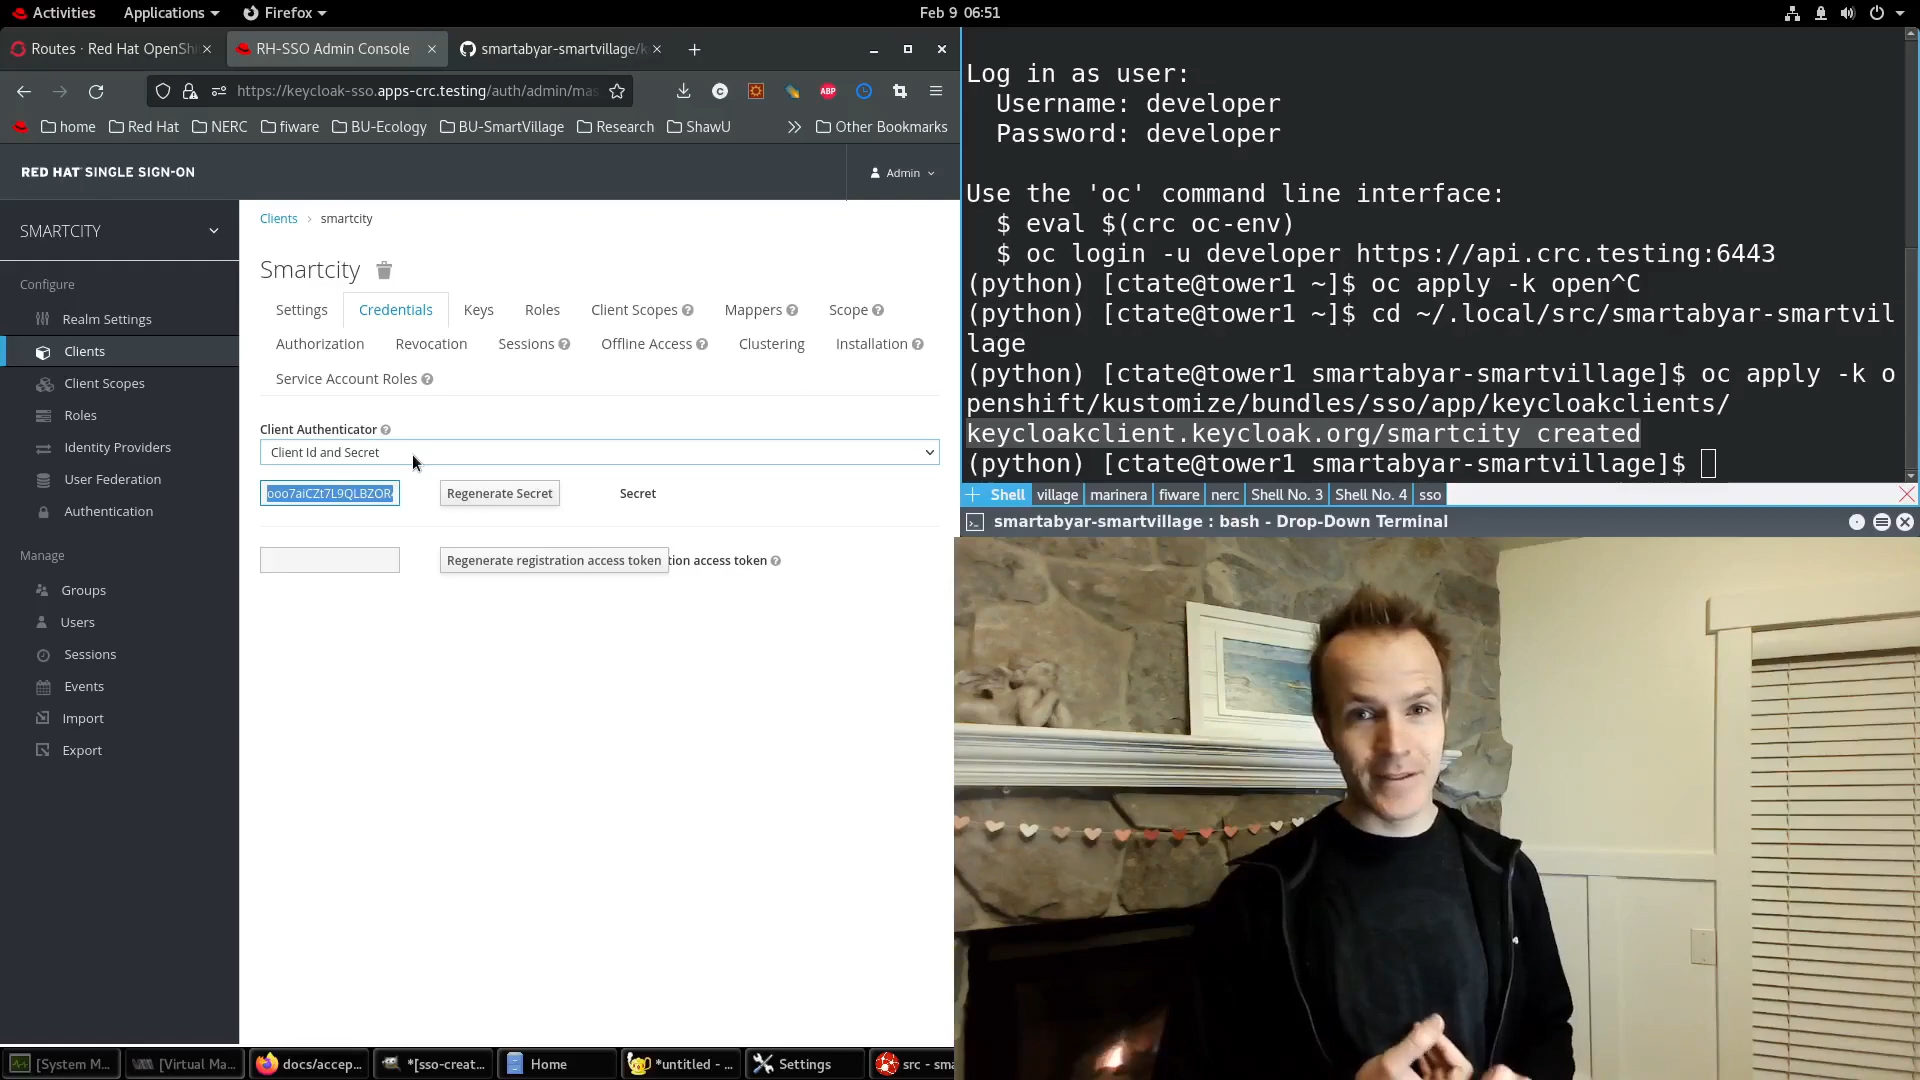 Activities Applications Firefox Feb 9 06:51
Routes · Red Hat OpenShi
RH-SSO Admin Console
smartabyar-smartvillage/k
https://keycloak-sso.apps-crc.testing/auth/admin/mas
ABP
home Red Hat NERC fiware BU-Ecology BU-SmartVillage Research ShawU Other Bookmarks
RED HAT SINGLE SIGN-ON
Admin
SMARTCITY
Configure
Realm Settings
Clients
Client Scopes
Roles
Identity Providers
User Federation
Authentication
Manage
Groups
Users
Sessions
Events
Import
Export
Clients > smartcity
Smartcity
Settings Credentials Keys Roles Client Scopes Mappers Scope
Authorization Revocation Sessions Offline Access Clustering Installation
Service Account Roles
Client Authenticator
Client Id and Secret
Regenerate Secret Secret
Regenerate registration access token tion access token
Log in as user:
Username: developer
Password: developer
Use the 'oc' command line interface:
$ eval $(crc oc-env)
$ oc login -u developer https://api.crc.testing:6443
(python) [ctate@tower1 ~]$ oc apply -k open^C
(python) [ctate@tower1 ~]$ cd ~/.local/src/smartabyar-smartvil
lage
(python) [ctate@tower1 smartabyar-smartvillage]$ oc apply -k o
penshift/kustomize/bundles/sso/app/keycloakclients/
keycloakclient.keycloak.org/smartcity created
(python) [ctate@tower1 smartabyar-smartvillage]$
Shell village marinera fiware nerc Shell No. 3 Shell No. 4 sso
smartabyar-smartvillage : bash - Drop-Down Terminal
[System M... [Virtual Ma... docs/accep... *[sso-creat... Home *untitled - ... Settings src - sma